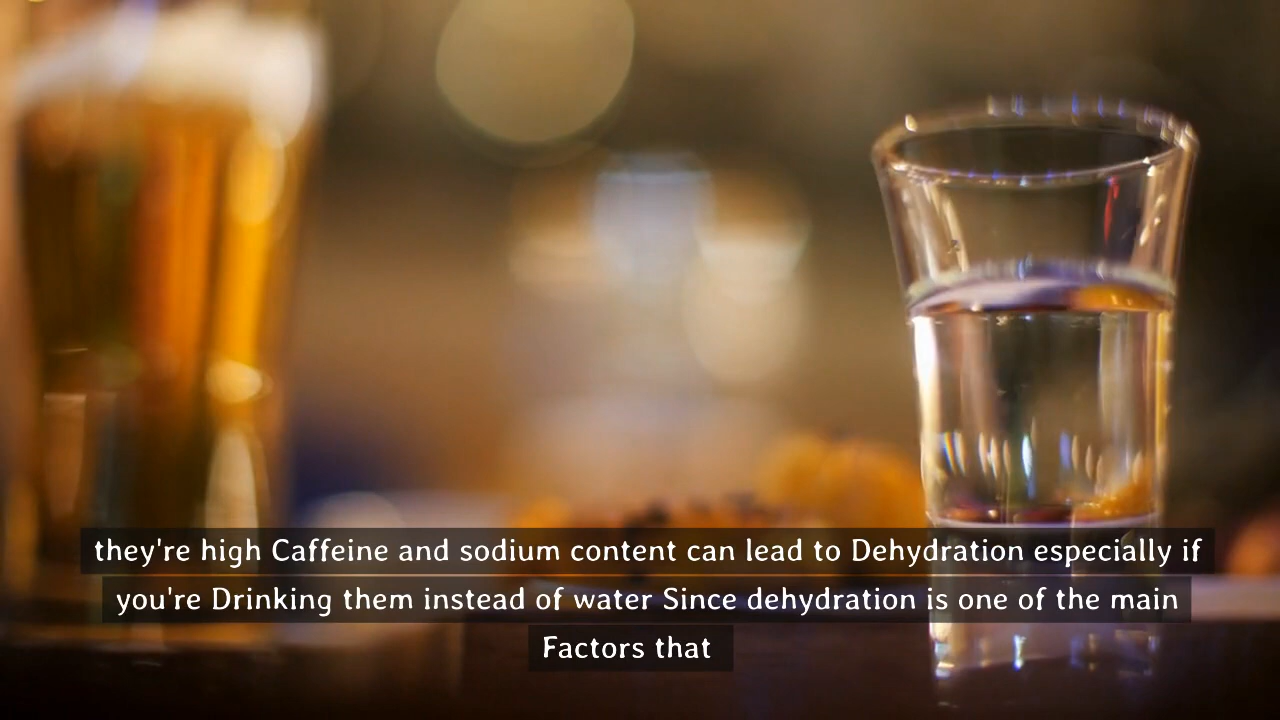 they're high Caffeine and sodium content can lead to Dehydration especially if
you're Drinking them instead of water Since dehydration is one of the main
Factors that